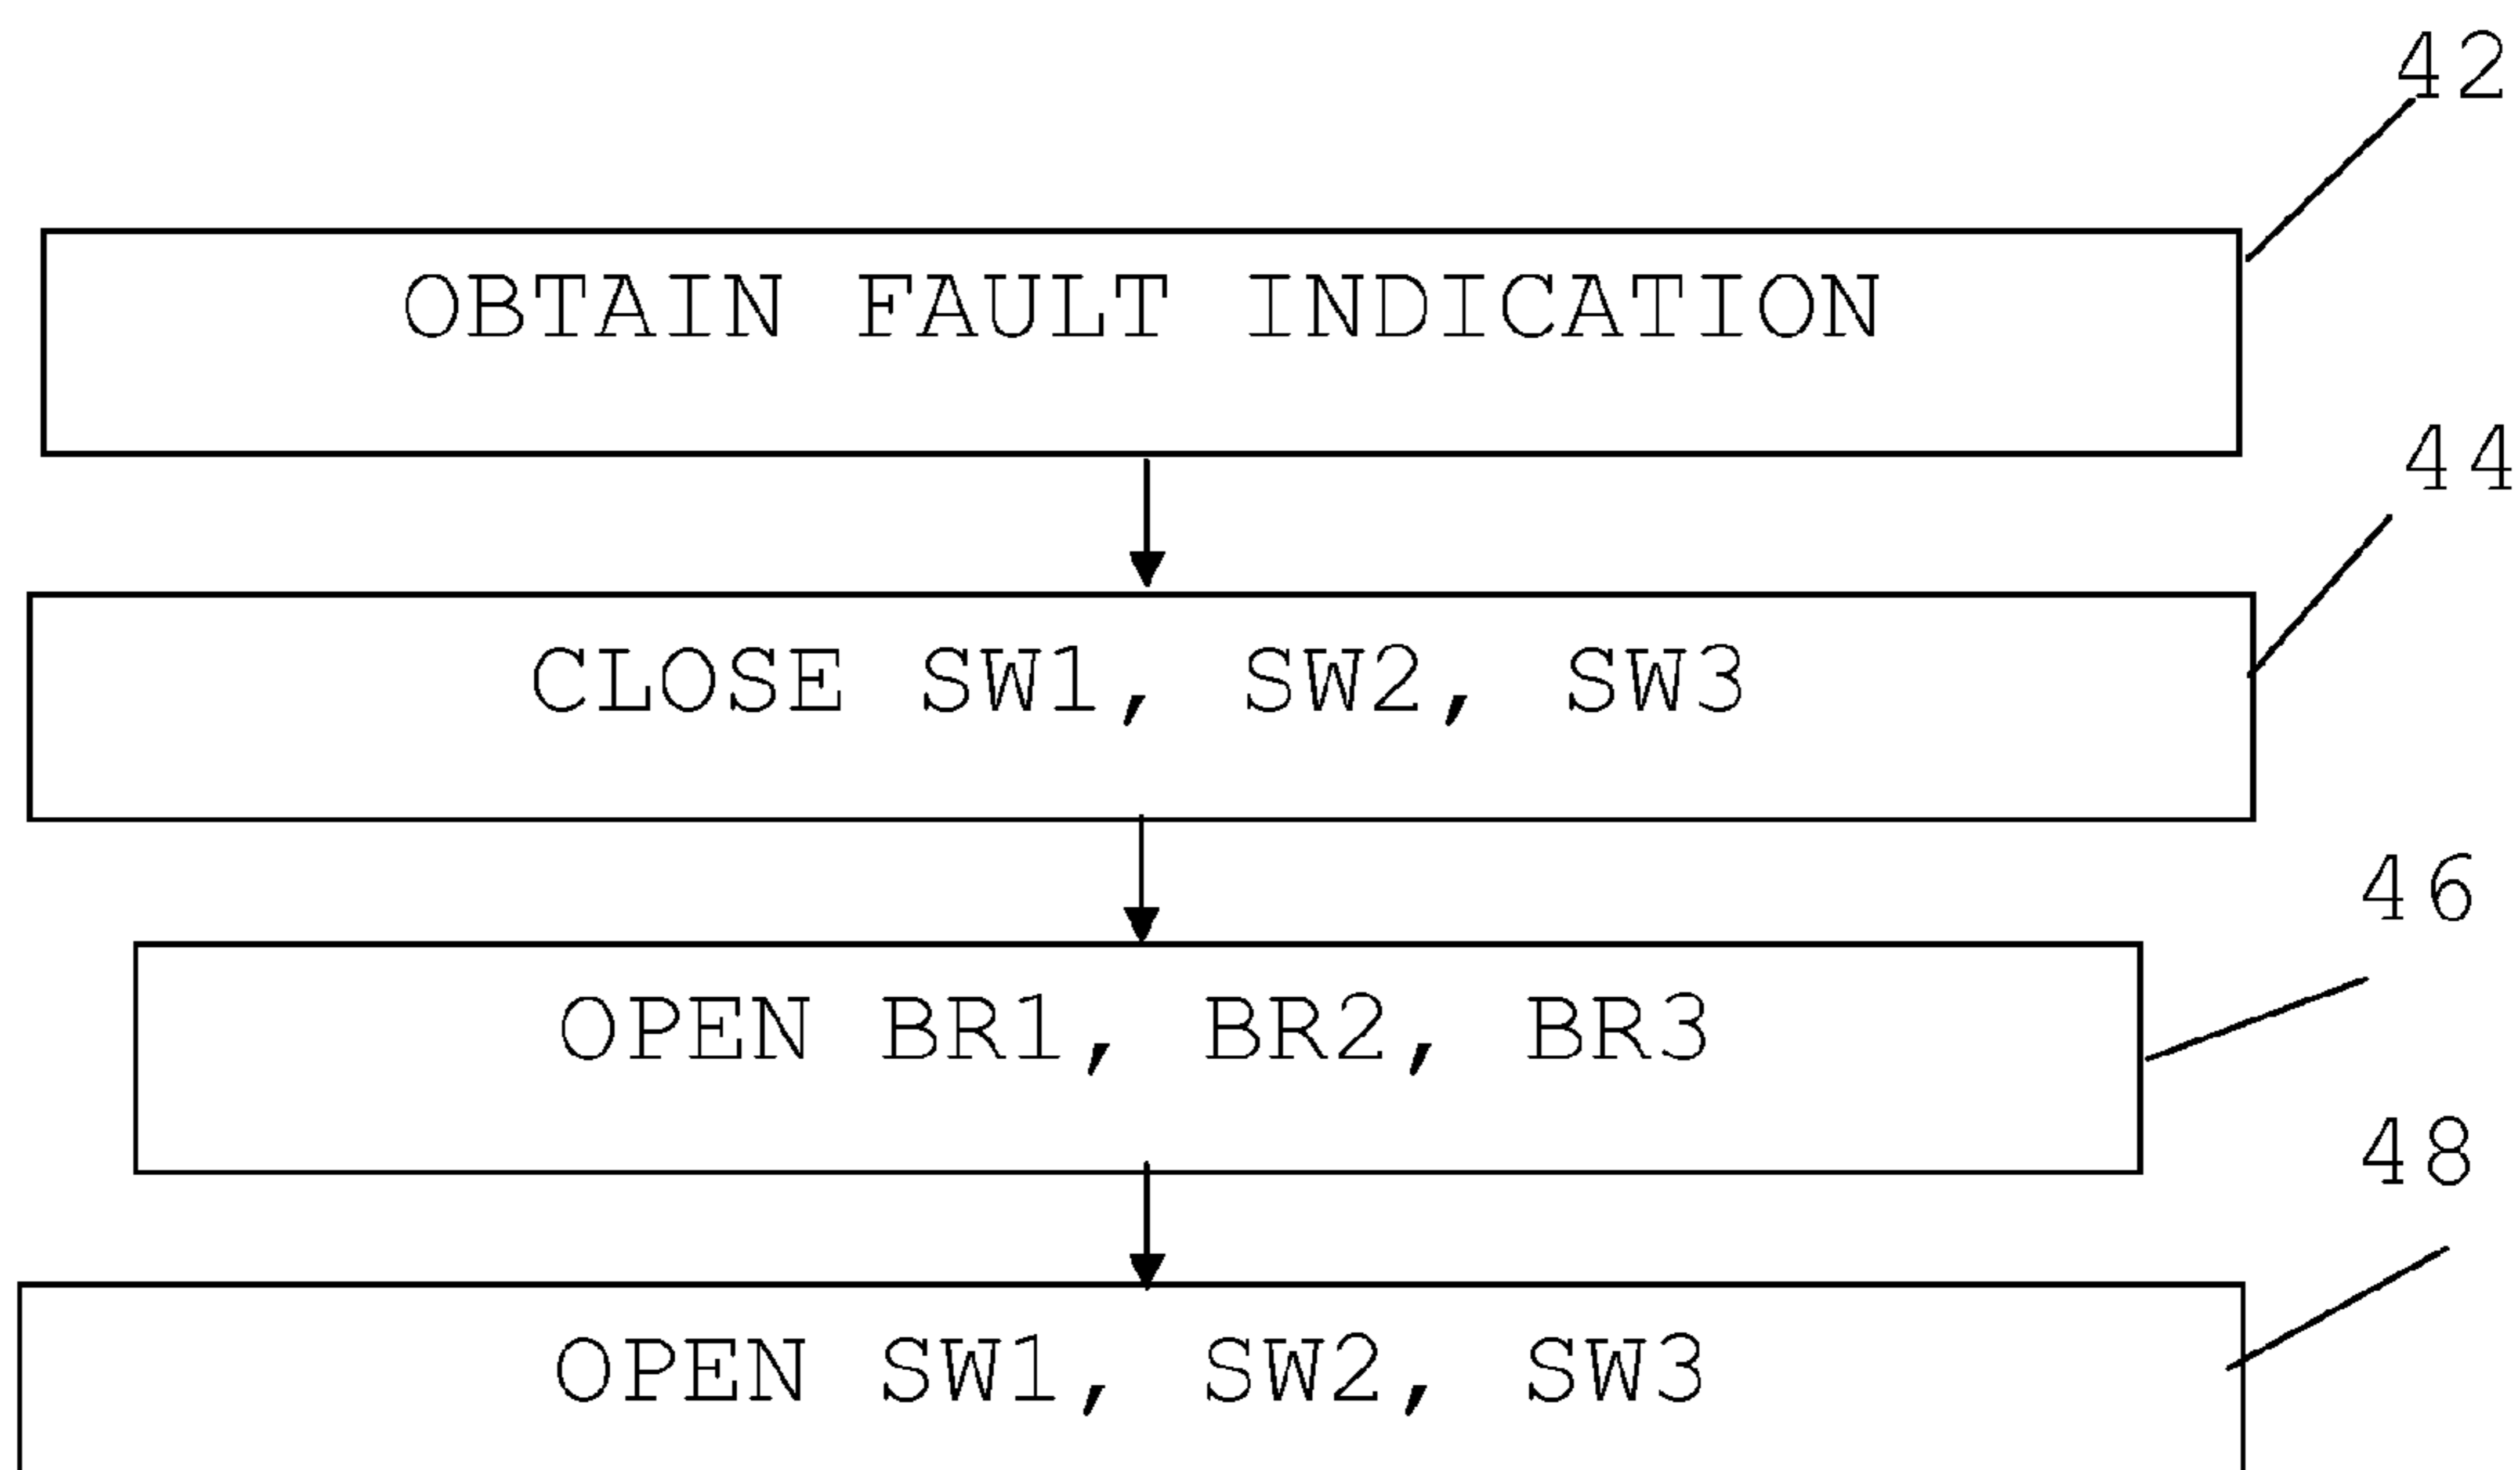 42
OBTAIN FAULT INDICATION
44
CLOSE SW1, SW2, SW3
46
OPEN BR1, BR2, BR3
48
OPEN SW1, SW2, SW3